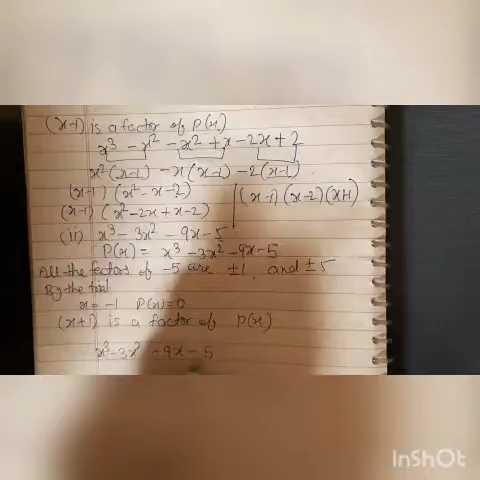 (x-1) is a factor of P(x)
x³ - x² - x² + x - 2x + 2
x²(x-1) - x(x-1) - 2(x-1)
(x-1) (x² - x - 2) | (x-1)(x-2)(x+1)
(x-1) (x² - 2x + x - 2)
(ii) x³ - 3x² - 9x - 5
P(x) = x³ - 3x² - 9x - 5
All the factors of -5 are ±1 and ±5
By the trial
x = -1 P(x) = 0
(x+1) is a factor of P(x)
x³ - 3x² - 9x - 5
InShOt